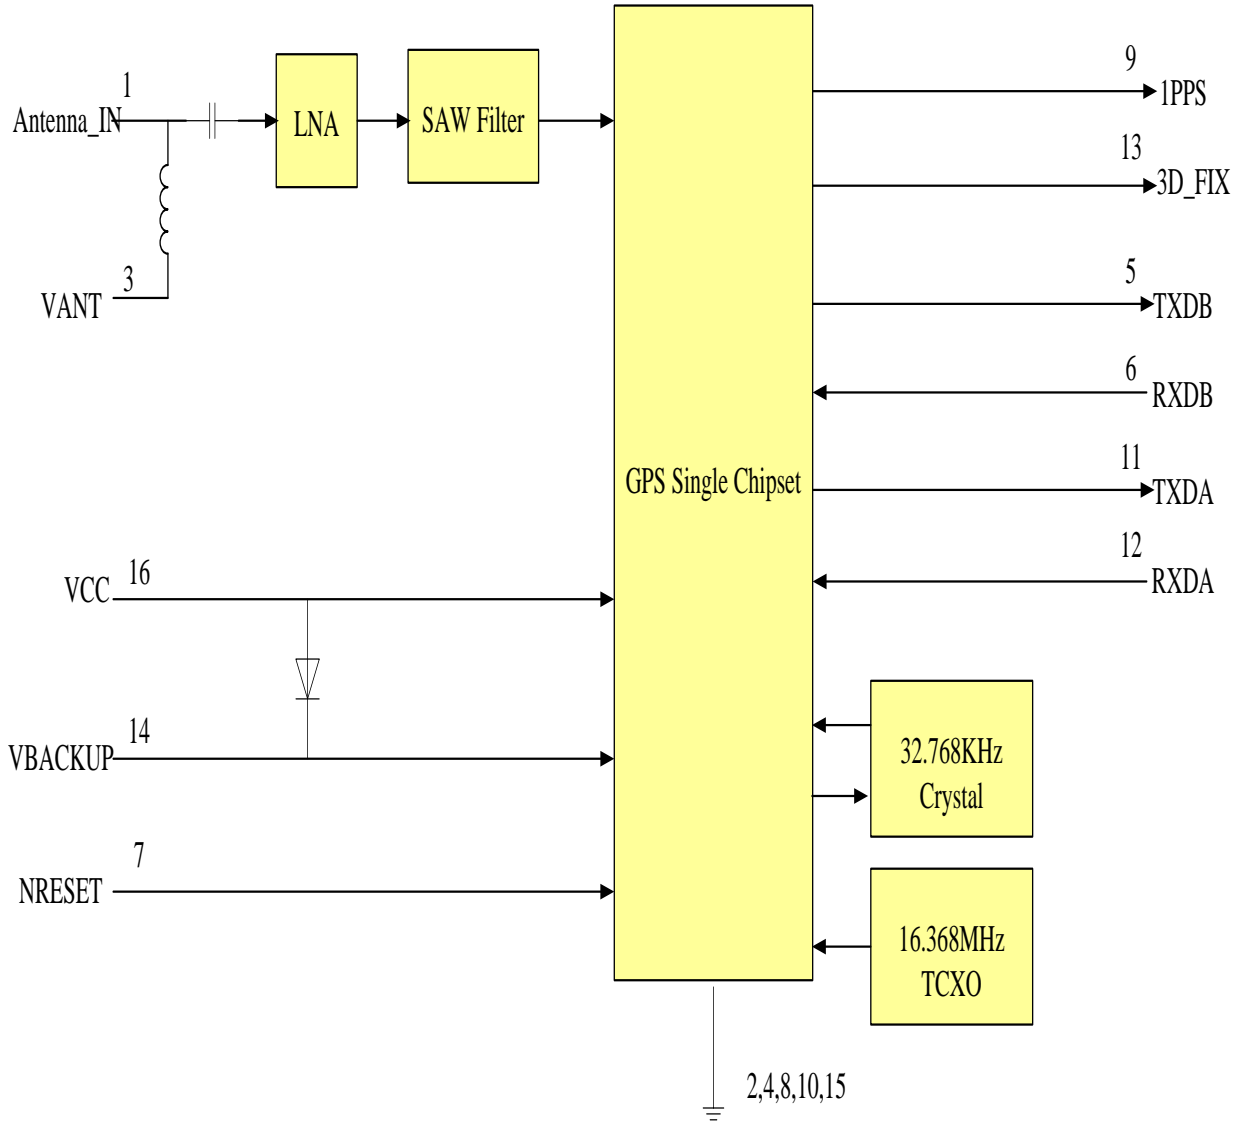 1
Antenna_IN
LNA
SAW Filter
3
VANT
9
1PPS
13
3D_FIX
5
TXDB
6
RXDB
GPS Single Chipset
11
TXDA
12
RXDA
16
VCC
14
VBACKUP
32.768KHz
Crystal
7
NRESET
16.368MHz
TCXO
2,4,8,10,15